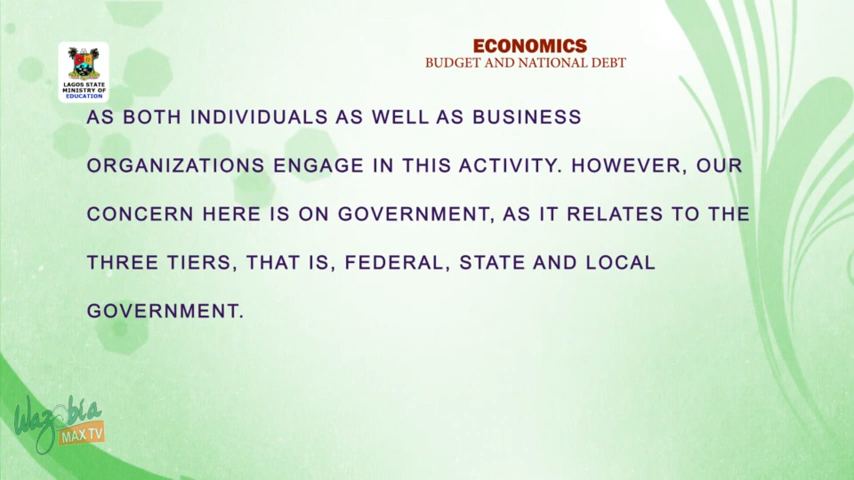 ECONOMICS
BUDGET AND NATIONAL DEBT
LAGOS STATE
MINISTRY OF
EDUCATION
AS BOTH INDIVIDUALS AS WELL AS BUSINESS
ORGANIZATIONS ENGAGE IN THIS ACTIVITY. HOWEVER, OUR
CONCERN HERE IS ON GOVERNMENT, AS IT RELATES TO THE
THREE TIERS, THAT IS, FEDERAL, STATE AND LOCAL
GOVERNMENT.
Wazobia
MAX TV